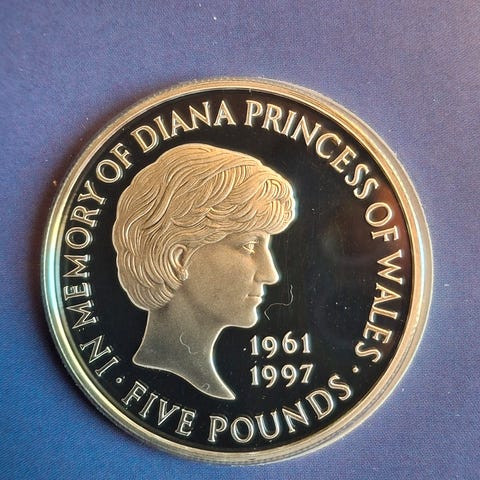 IN MEMORY OF DIANA PRINCESS OF WALES ·
1961
1997
· FIVE POUNDS